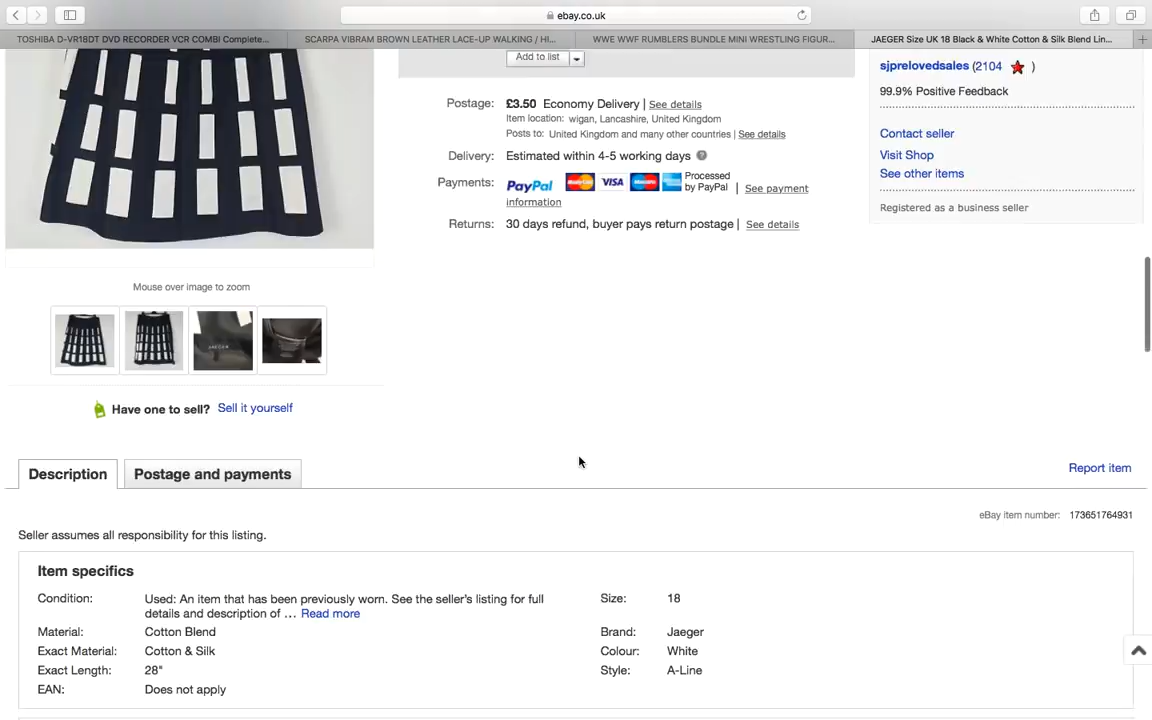 ebay.co.uk
TOSHIBA D-VR18DT DVD RECORDER VCR COMBI Complete...
SCARPA VIBRAM BROWN LEATHER LACE-UP WALKING / HI...
WWE WWF RUMBLERS BUNDLE MINI WRESTLING FIGUR...
JAEGER Size UK 18 Black & White Cotton & Silk Blend Lin...
Add to list
sjprelovedsales (2104 )
99.9% Positive Feedback
Contact seller
Visit Shop
See other items
Registered as a business seller
Postage: £3.50 Economy Delivery | See details
Item location: wigan, Lancashire, United Kingdom
Posts to: United Kingdom and many other countries | See details
Delivery: Estimated within 4-5 working days ?
Payments: PayPal VISA Processed by PayPal | See payment
information
Returns: 30 days refund, buyer pays return postage | See details
Mouse over image to zoom
JAEGER
Have one to sell? Sell it yourself
Description
Postage and payments
Report item
eBay item number: 173651764931
Seller assumes all responsibility for this listing.
Item specifics
Condition: Used: An item that has been previously worn. See the seller's listing for full
details and description of ... Read more
Size: 18
Material: Cotton Blend
Brand: Jaeger
Exact Material: Cotton & Silk
Colour: White
Exact Length: 28"
Style: A-Line
EAN: Does not apply